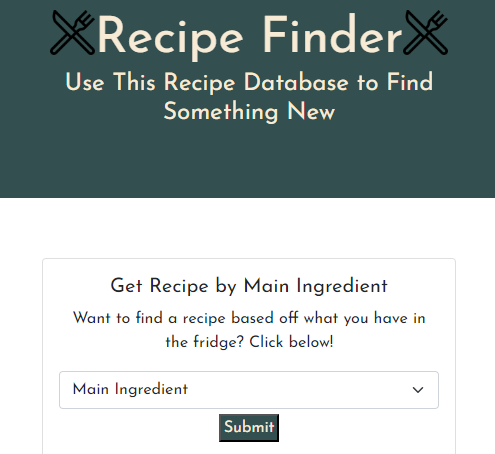 Recipe Finder
Use This Recipe Database to Find
Something New
Get Recipe by Main Ingredient
Want to find a recipe based off what you have in
the fridge? Click below!
Main Ingredient
Submit